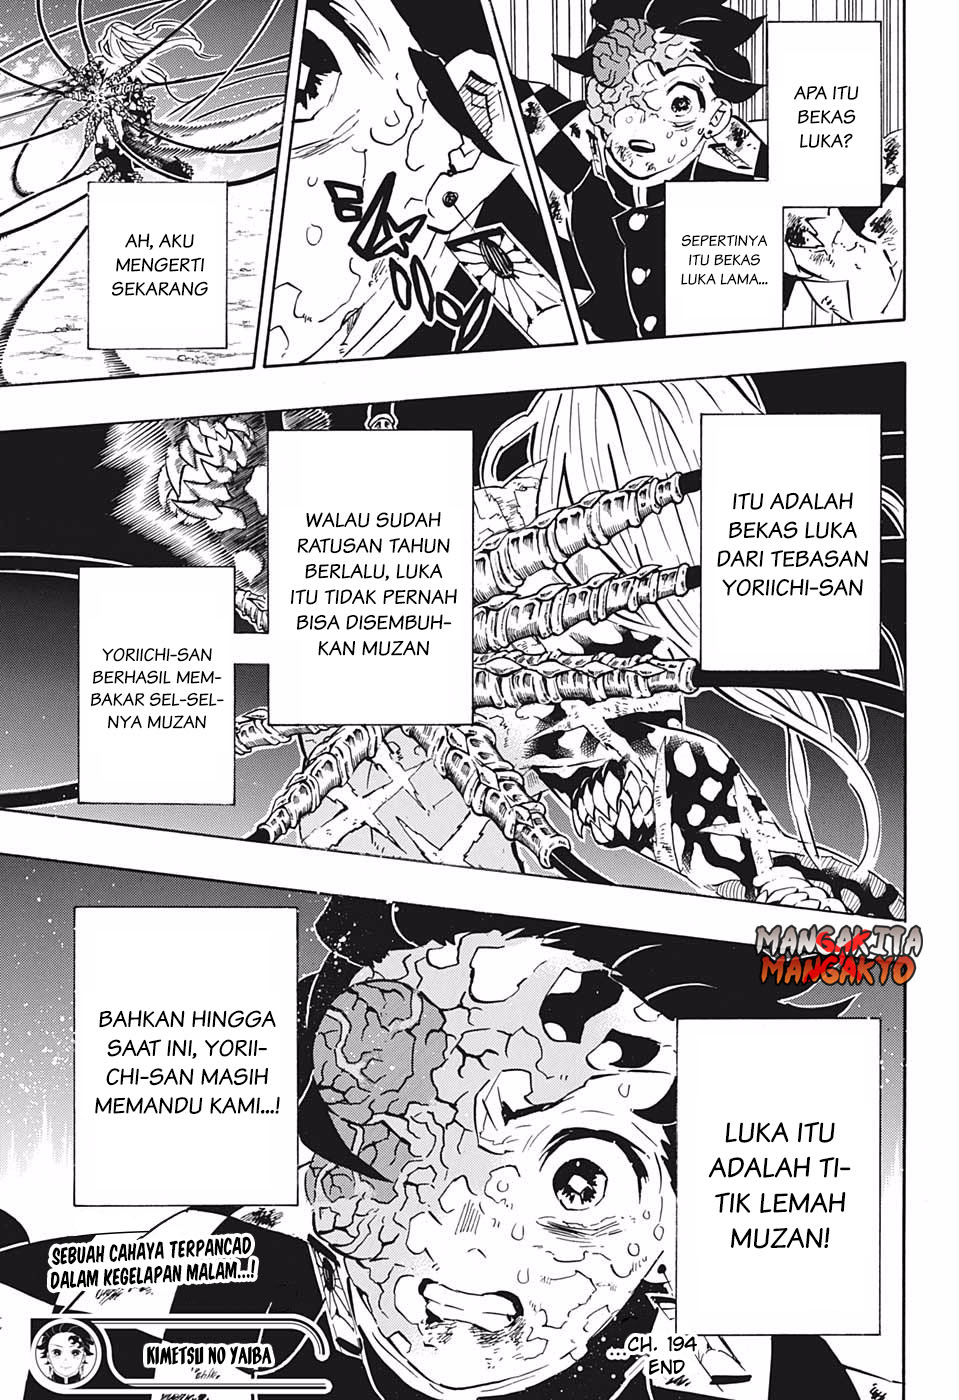 APA ITU
BEKAS
LUKA?
SEPERTINYA
ITU BEKAS
LUKA LAMA...
AH, AKU
MENGERTI
SEKARANG
ITU ADALAH
BEKAS LUKA
DARI TEBASAN
YORIICHI-SAN
WALAU SUDAH
RATUSAN TAHUN
BERLALU, LUKA
ITU TIDAK PERNAH
BISA DISEMBUH-
KAN MUZAN
YORIICHI-SAN
BERHASIL MEM-
BAKAR SEL-SEL-
NYA MUZAN
MANGAKITA
MANGAKYO
LUKA ITU
ADALAH TI-
TIK LEMAH
MUZAN!
BAHKAN HINGGA
SAAT INI, YORII-
CHI-SAN MASIH
MEMANDU KAMI...!
SEBUAH CAHAYA TERPANCAD
DALAM KEGELAPAN MALAM...!
KIMETSU NO YAIBA
...CH. 194
END